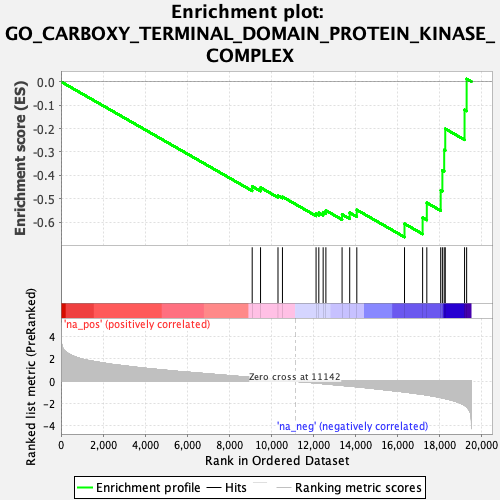 Enrichment plot:
GO_CARBOXY_TERMINAL_DOMAIN_PROTEIN_KINASE_
COMPLEX
Enrichment score (ES)
0.0
-0.1
-0.2
-0.3
-0.4
-0.5
-0.6
'na_pos' (positively correlated)
Ranked list metric (PreRanked)
4
2
0
-2
-4
Zero cross at 11142
'na_neg' (negatively correlated)
0 2,000 4,000 6,000 8,000 10,000 12,000 14,000 16,000 18,000 20,000
Rank in Ordered Dataset
Enrichment profile Hits Ranking metric scores